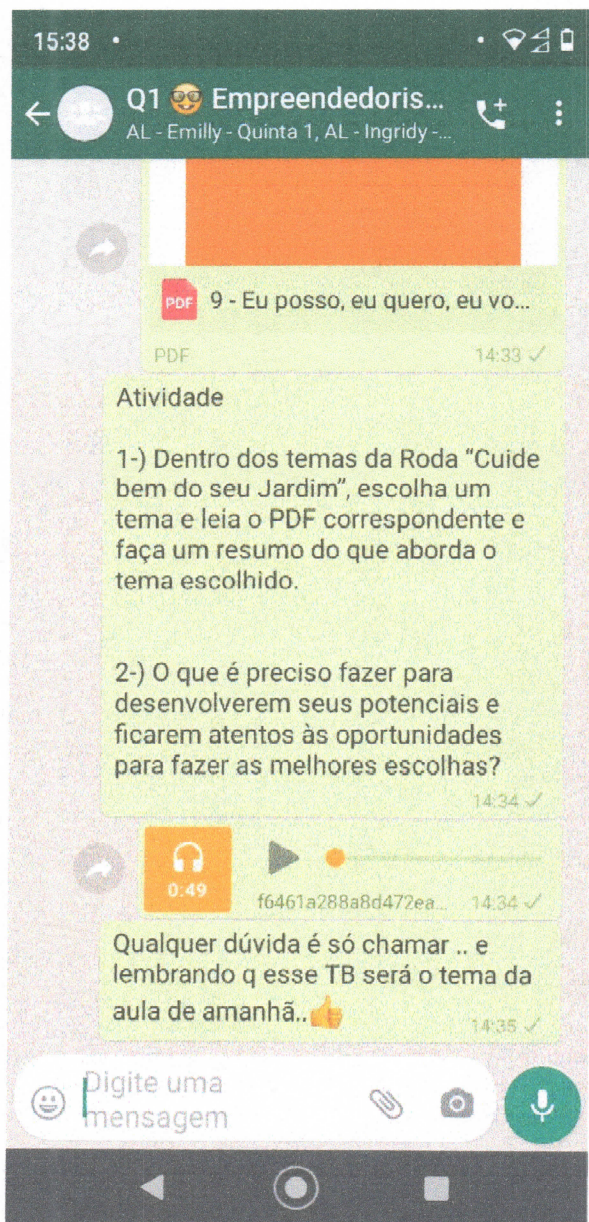 15:38
Q1 🤓 Empreendedoris...
AL - Emilly - Quinta 1, AL - Ingridy -...
PDF 9 - Eu posso, eu quero, eu vo...
PDF 14:33
Atividade
1-) Dentro dos temas da Roda “Cuide
bem do seu Jardim”, escolha um
tema e leia o PDF correspondente e
faça um resumo do que aborda o
tema escolhido.
2-) O que é preciso fazer para
desenvolverem seus potenciais e
ficarem atentos às oportunidades
para fazer as melhores escolhas?
14:34
0:49
f6461a288a8d472ea... 14:34
Qualquer dúvida é só chamar .. e
lembrando q esse TB será o tema da
aula de amanhã..👍
14:35
Digite uma
mensagem